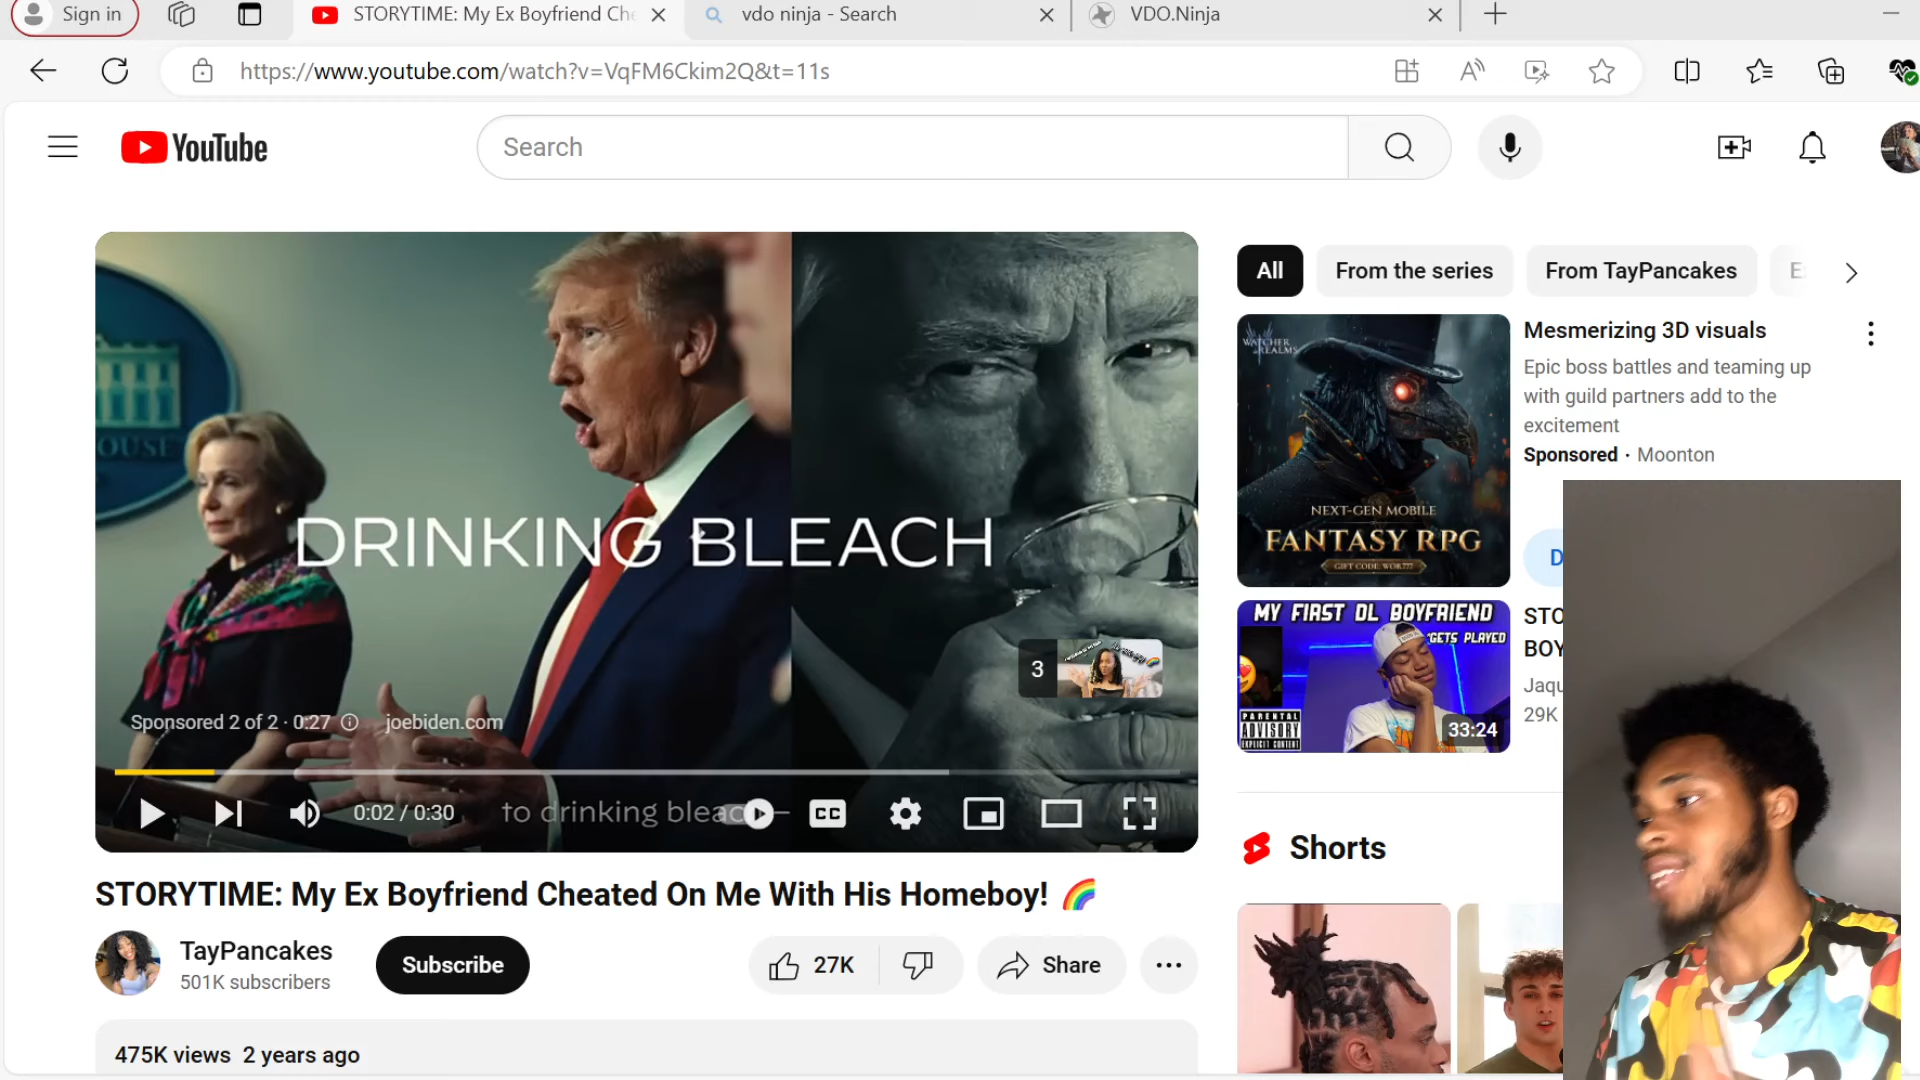 Sign in
STORYTIME: My Ex Boyfriend Che
vdo ninja - Search
VDO.Ninja
https://www.youtube.com/watch?v=VqFM6Ckim2Q&t=11s
YouTube
Search
OUSE
DRINKING BLEACH
3
Sponsored 2 of 2 · 0:27
joebiden.com
0:02 / 0:30
to drinking bleac
CC
STORYTIME: My Ex Boyfriend Cheated On Me With His Homeboy! 🌈
TayPancakes
501K subscribers
Subscribe
27K
Share
475K views 2 years ago
All
From the series
From TayPancakes
E
WATCHER
REALMS
NEXT-GEN MOBILE
FANTASY RPG
GIFT CODE: WOR777
Mesmerizing 3D visuals
Epic boss battles and teaming up
with guild partners add to the
excitement
Sponsored · Moonton
D
MY FIRST DL BOYFRIEND
*GETS PLAYED
PARENTAL
ADVISORY
EXPLICIT CONTENT
33:24
STO
BOY
Jaqu
29K
Shorts